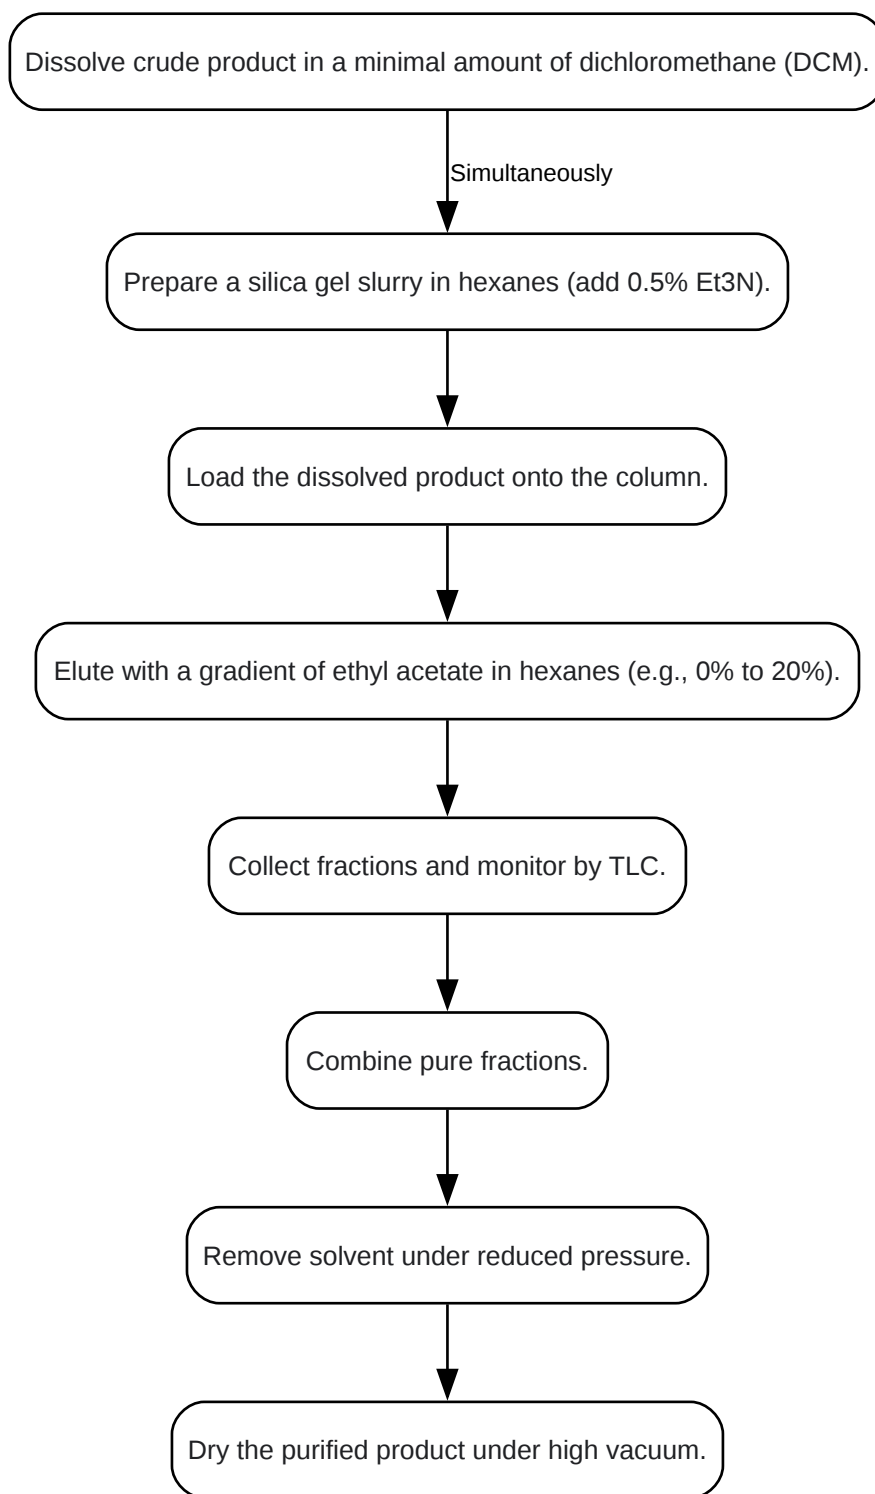 Dissolve crude product in a minimal amount of dichloromethane (DCM).
Simultaneously
Prepare a silica gel slurry in hexanes (add 0.5% Et3N).
Load the dissolved product onto the column.
Elute with a gradient of ethyl acetate in hexanes (e.g., 0% to 20%).
Collect fractions and monitor by TLC.
Combine pure fractions.
Remove solvent under reduced pressure.
Dry the purified product under high vacuum.